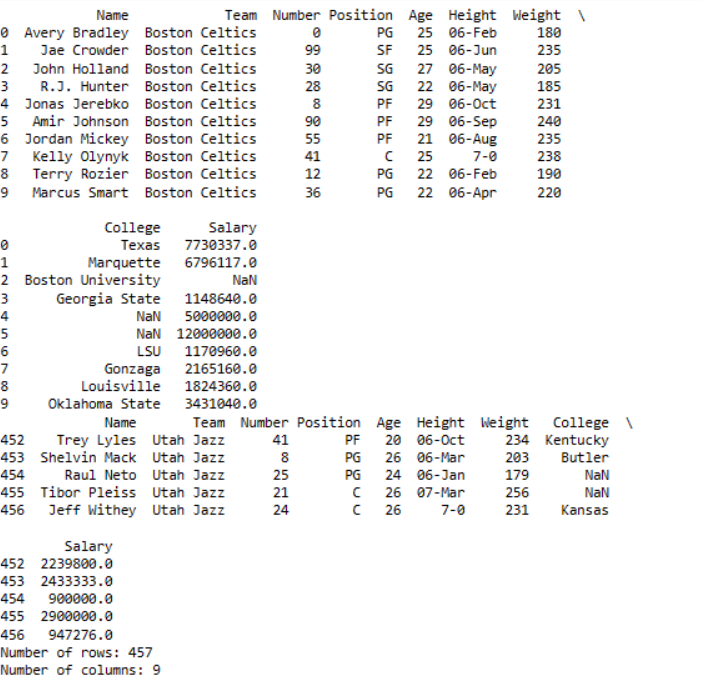 Name            Team  Number Position  Age  Height  Weight  \
0  Avery Bradley  Boston Celtics       0       PG   25  06-Feb     180
1    Jae Crowder  Boston Celtics      99       SF   25  06-Jun     235
2   John Holland  Boston Celtics      30       SG   27  06-May     205
3    R.J. Hunter  Boston Celtics      28       SG   22  06-May     185
4  Jonas Jerebko  Boston Celtics       8       PF   29  06-Oct     231
5   Amir Johnson  Boston Celtics      90       PF   29  06-Sep     240
6  Jordan Mickey  Boston Celtics      55       PF   21  06-Aug     235
7   Kelly Olynyk  Boston Celtics      41        C   25     7-0     238
8   Terry Rozier  Boston Celtics      12       PG   22  06-Feb     190
9   Marcus Smart  Boston Celtics      36       PG   22  06-Apr     220

             College      Salary
0              Texas   7730337.0
1          Marquette   6796117.0
2  Boston University         NaN
3      Georgia State   1148640.0
4                NaN   5000000.0
5                NaN  12000000.0
6                LSU   1170960.0
7            Gonzaga   2165160.0
8         Louisville   1824360.0
9     Oklahoma State   3431040.0
             Name       Team  Number Position  Age  Height  Weight   College  \
452    Trey Lyles  Utah Jazz      41       PF   20  06-Oct     234  Kentucky
453  Shelvin Mack  Utah Jazz       8       PG   26  06-Mar     203    Butler
454     Raul Neto  Utah Jazz      25       PG   24  06-Jan     179       NaN
455  Tibor Pleiss  Utah Jazz      21        C   26  07-Mar     256       NaN
456   Jeff Withey  Utah Jazz      24        C   26     7-0     231    Kansas

        Salary
452  2239800.0
453  2433333.0
454   900000.0
455  2900000.0
456   947276.0
Number of rows: 457
Number of columns: 9